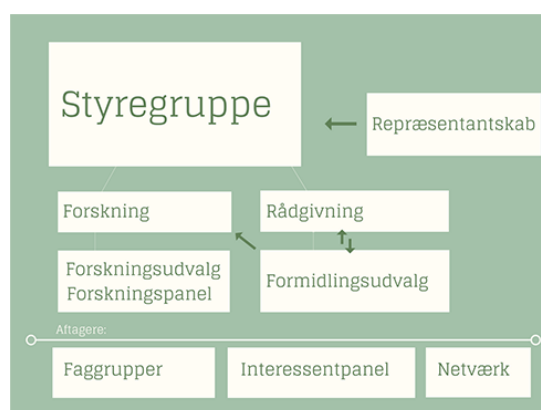 Styregruppe
Repræsentantskab
Forskning
Rådgivning
Forskningsudvalg
Forskningspanel
Formidlingsudvalg
Aftagere:
Faggrupper
Interessentpanel
Netværk